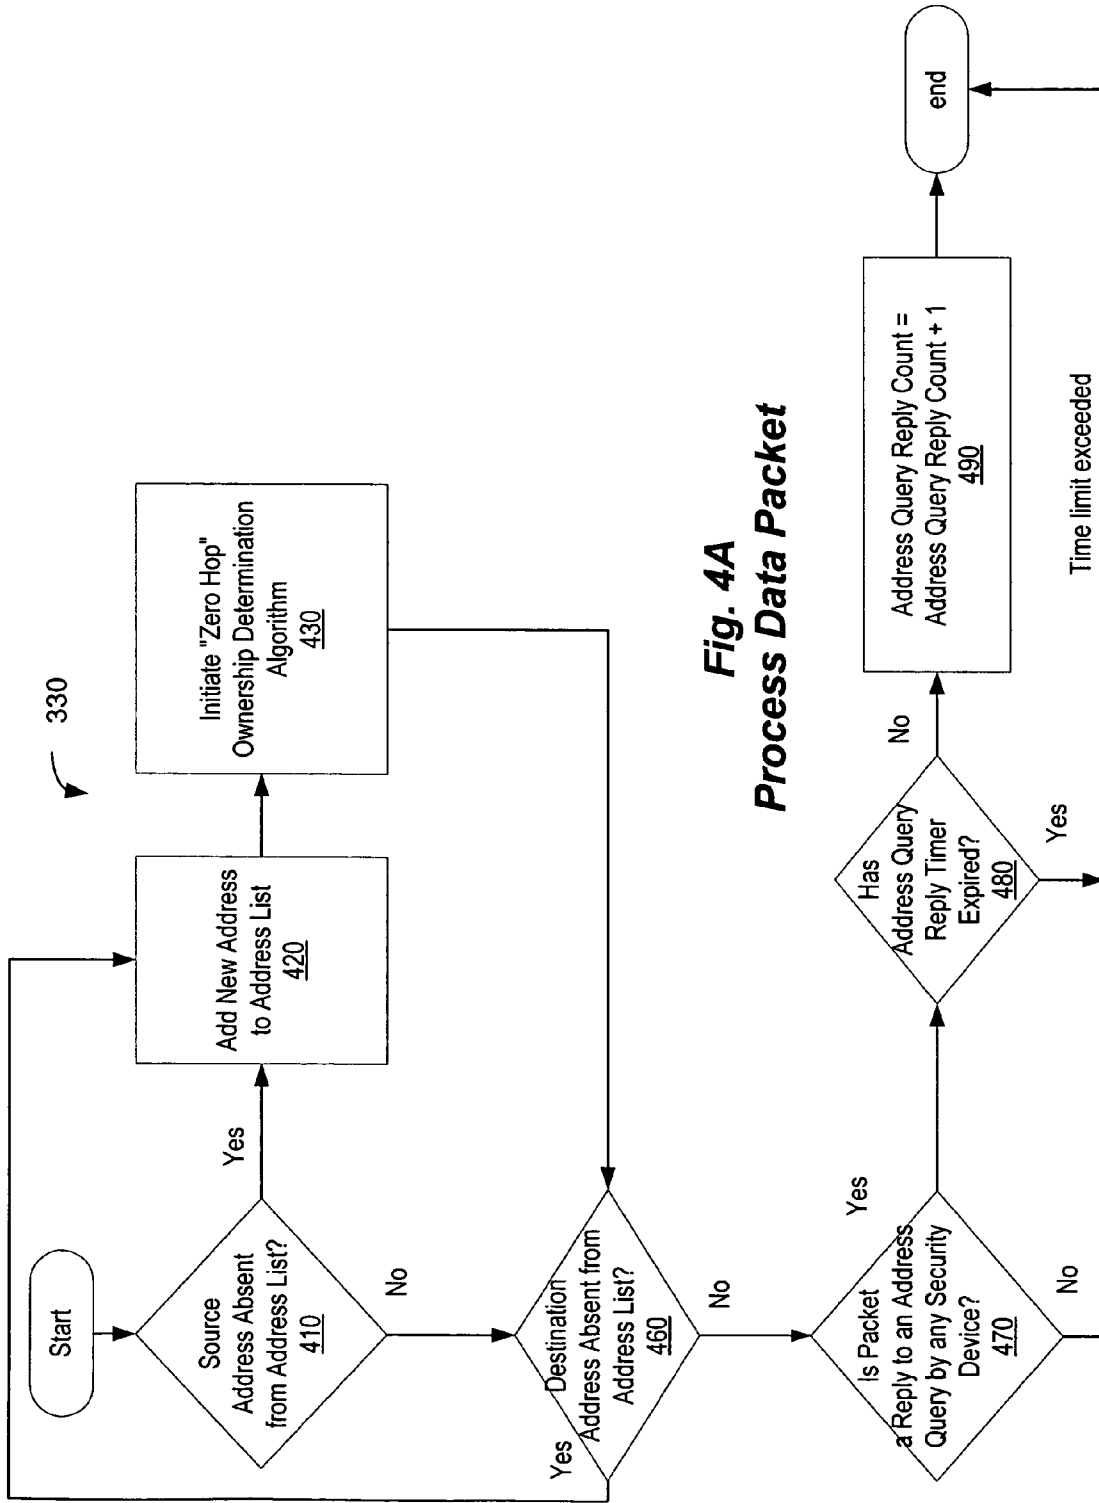 330
Start
Source
Address Absent
from Address List?
410
Yes
No
Add New Address
to Address List
420
Initiate "Zero Hop"
Ownership Determination
Algorithm
430
Destination
Address Absent from
Address List?
460
Yes
No
Is Packet
a Reply to an Address
Query by any Security
Device?
470
Yes
No
Has
Address Query
Reply Timer
Expired?
480
No
Yes
Address Query Reply Count =
Address Query Reply Count + 1
490
Time limit exceeded
end
Fig. 4A
Process Data Packet